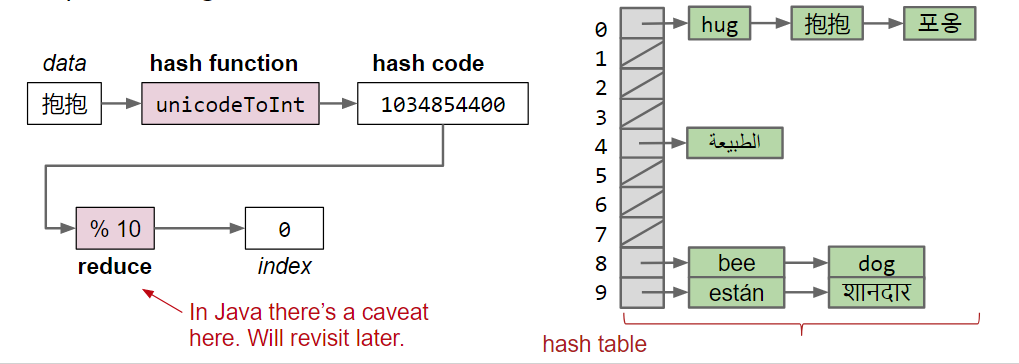 data
hash function
hash code
抱抱
unicodeToInt
1034854400
% 10
0
reduce
index
In Java there’s a caveat
here. Will revisit later.
0
hug
抱抱
포옹
1
2
3
4
الطبيعة
5
6
7
8
bee
dog
9
están
शानदार
hash table